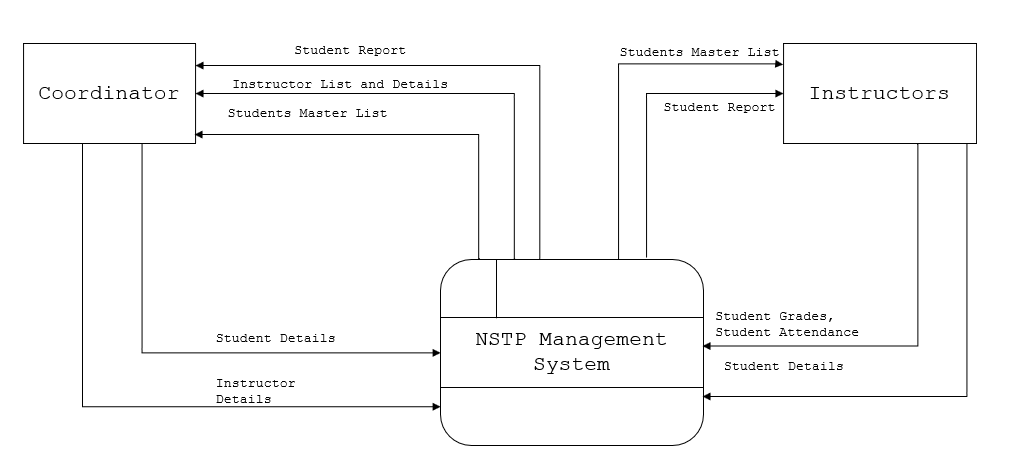 Student Report
Students Master List
Coordinator
Instructor List and Details
Instructors
Students Master List
Student Report
Student Grades,
Student Attendance
Student Details
NSTP Management
System
Student Details
Instructor
Details